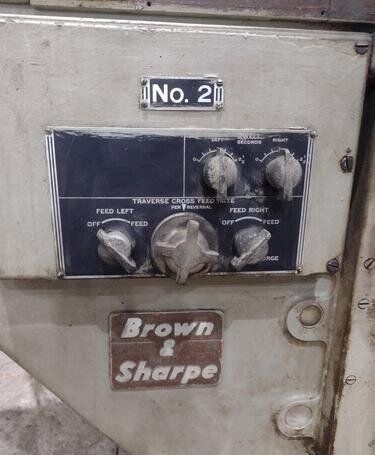 No. 2
LEFT SECONDS RIGHT
TRAVERSE CROSS FEED
PER REVERSAL
FEED LEFT FEED RIGHT
OFF FEED OFF FEED
Brown
&
Sharpe